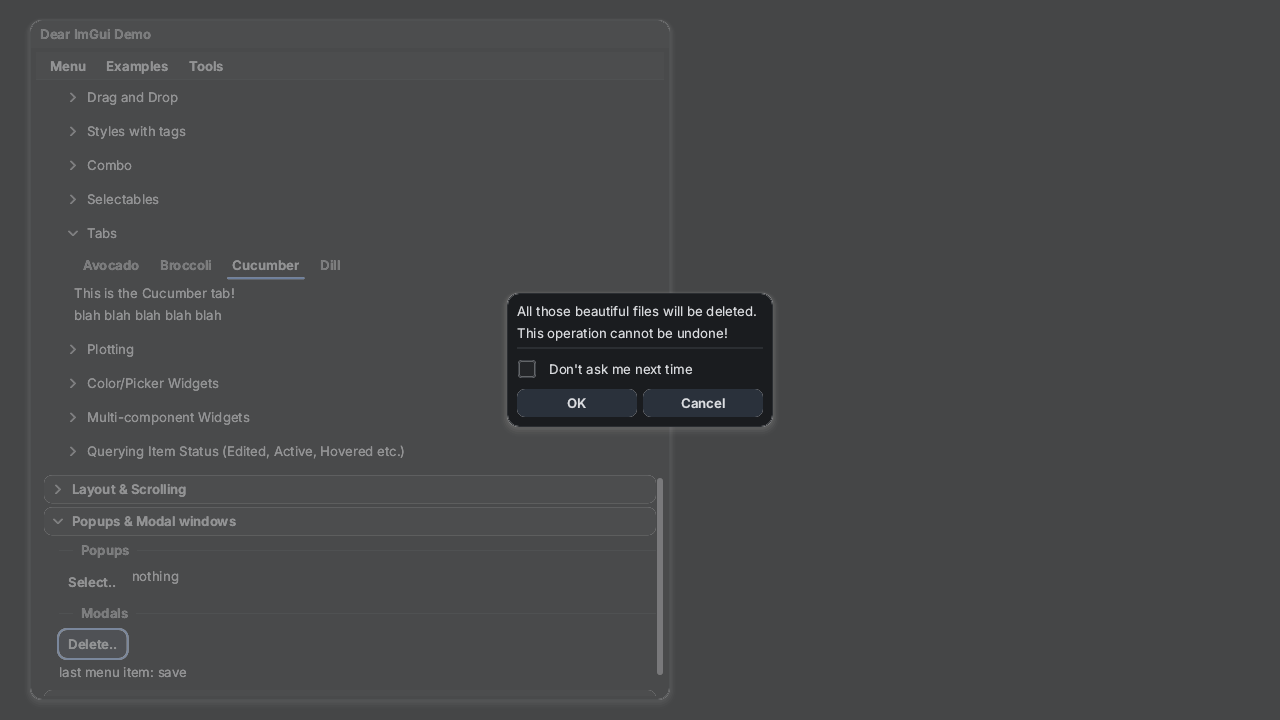 Dear ImGui Demo
Menu Examples Tools
Drag and Drop
Styles with tags
Combo
Selectables
Tabs
Avocado Broccoli Cucumber Dill
This is the Cucumber tab!
blah blah blah blah blah
Plotting
Color/Picker Widgets
Multi-component Widgets
Querying Item Status (Edited, Active, Hovered etc.)
Layout & Scrolling
Popups & Modal windows
Popups
Select.. nothing
Modals
Delete..
last menu item: save
All those beautiful files will be deleted.
This operation cannot be undone!
Don't ask me next time
OK Cancel